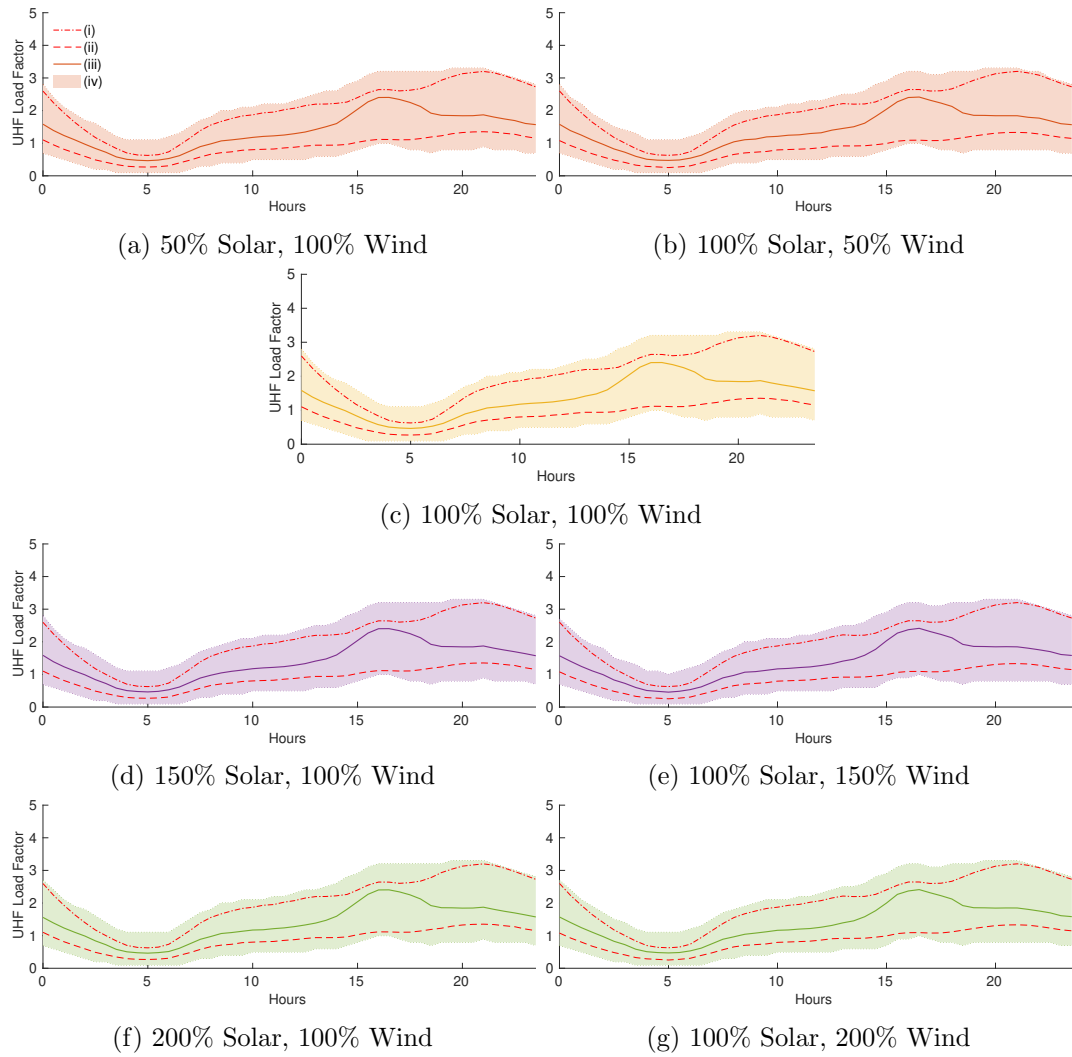 5
4
3
2
1
0
UHF Load Factor
(i)
(ii)
(iii)
(iv)
0 5 10 15 20
Hours
(a) 50% Solar, 100% Wind
5
4
3
2
1
0
0 5 10 15 20
Hours
(b) 100% Solar, 50% Wind
5
4
3
2
1
0
UHF Load Factor
0 5 10 15 20
Hours
(c) 100% Solar, 100% Wind
5
4
3
2
1
0
UHF Load Factor
0 5 10 15 20
Hours
(d) 150% Solar, 100% Wind
5
4
3
2
1
0
0 5 10 15 20
Hours
(e) 100% Solar, 150% Wind
5
4
3
2
1
0
UHF Load Factor
0 5 10 15 20
Hours
(f) 200% Solar, 100% Wind
5
4
3
2
1
0
0 5 10 15 20
Hours
(g) 100% Solar, 200% Wind